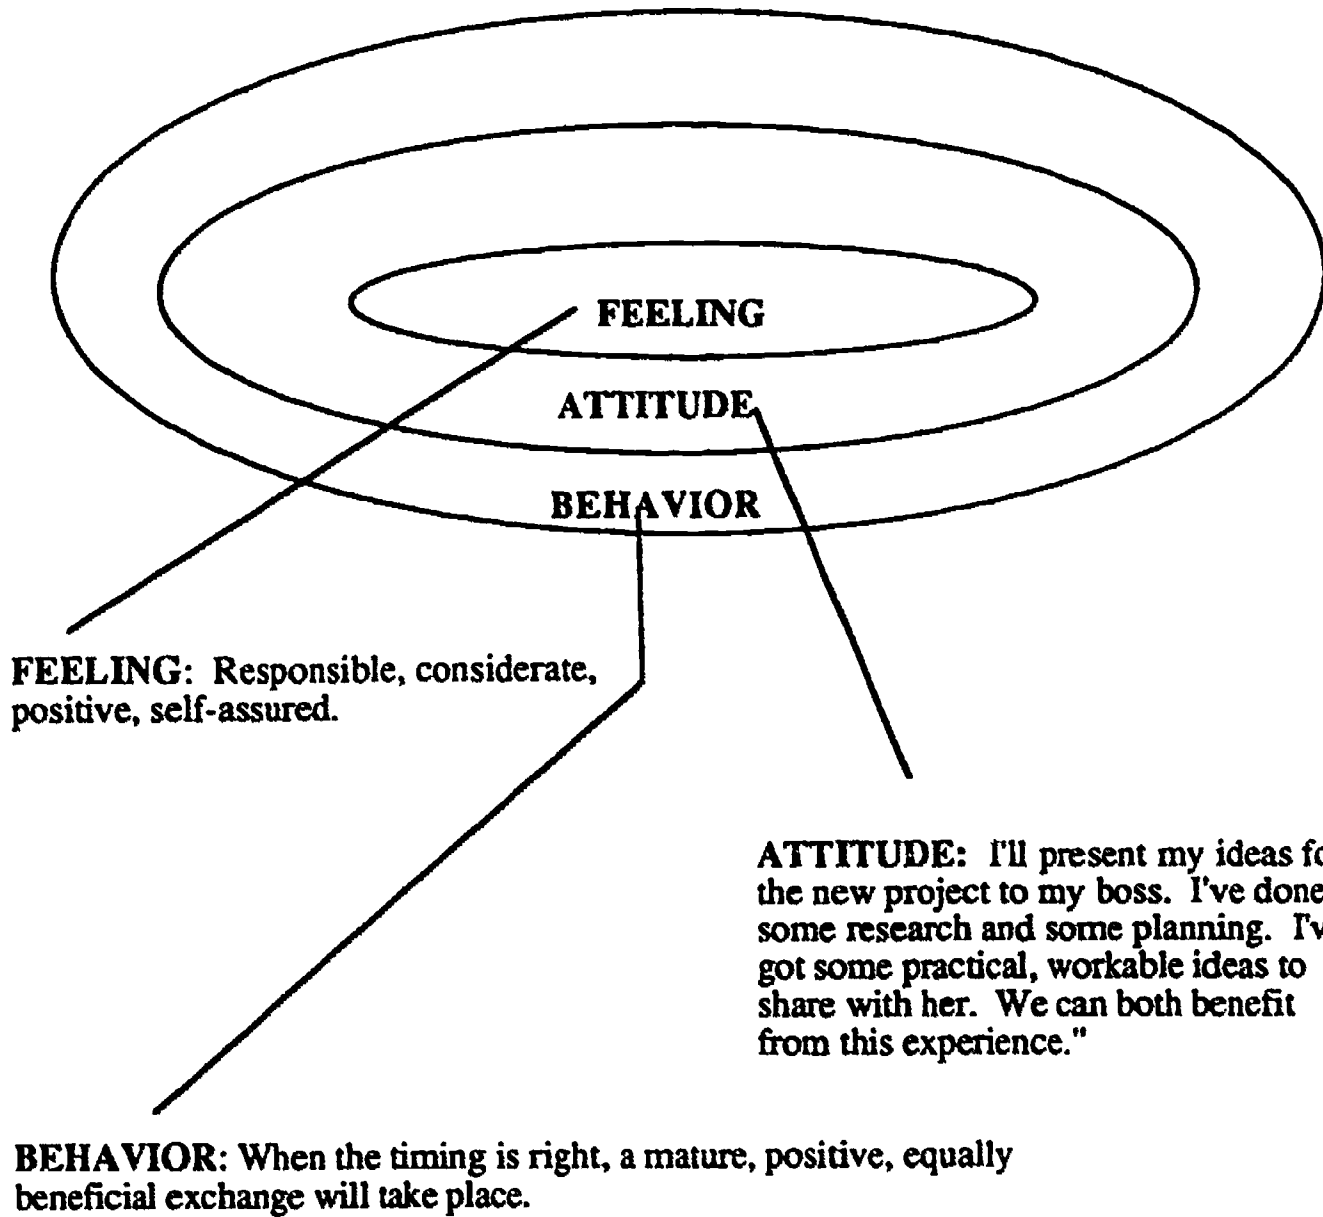 FEELING
ATTITUDE
BEHAVIOR
FEELING: Responsible, considerate,
positive, self-assured.
ATTITUDE: I'll present my ideas fo
the new project to my boss. I've done
some research and some planning. I'v
got some practical, workable ideas to
share with her. We can both benefit
from this experience."
BEHAVIOR: When the timing is right, a mature, positive, equally
beneficial exchange will take place.